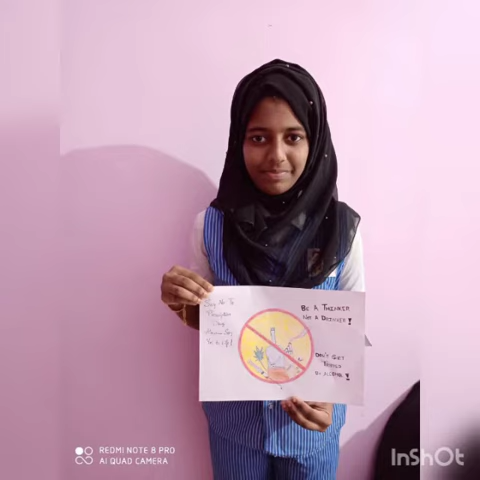 Say No To
BE A THINKER
NOT A DRINKER!
DON'T GET
TRAPPED
IN ALCOHOL!
REDMI NOTE 8 PRO
AI QUAD CAMERA
INSHOT